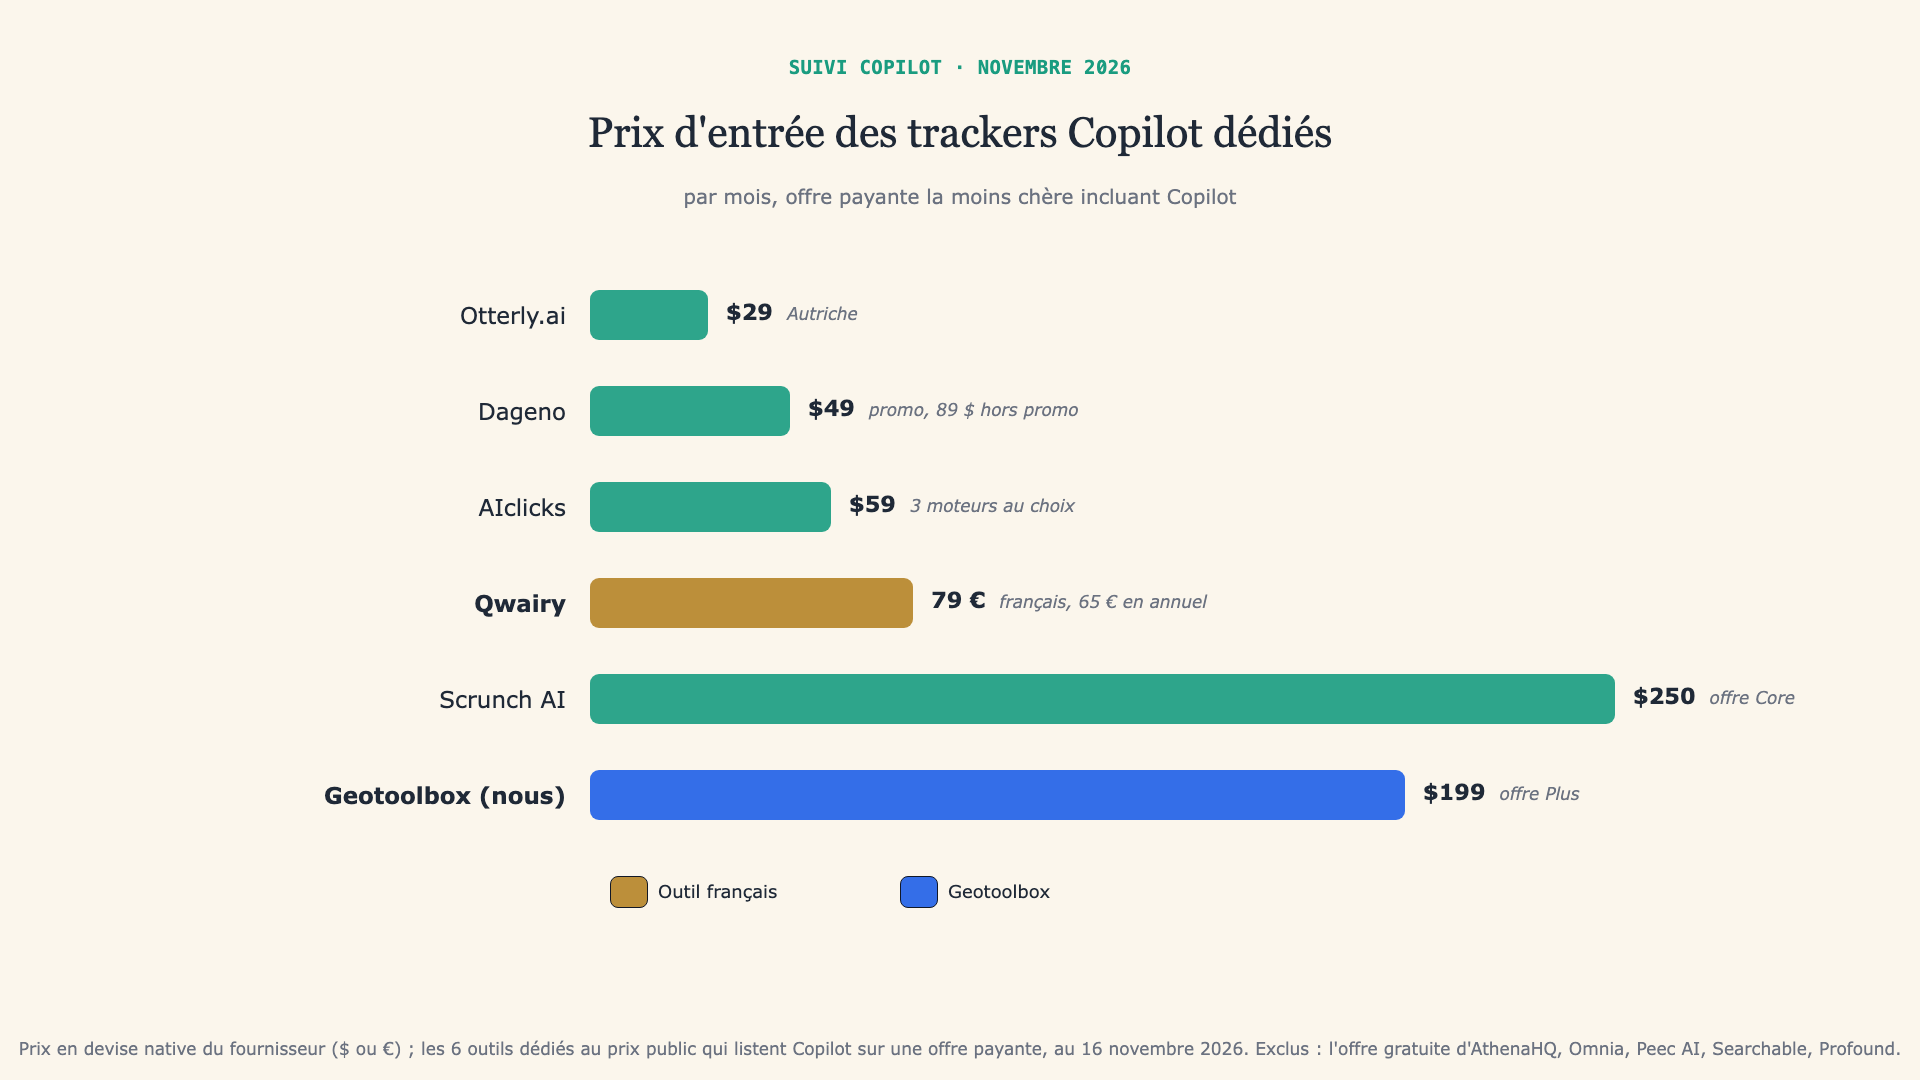 SUIVI COPILOT · NOVEMBRE 2026
Prix d'entrée des trackers Copilot dédiés
par mois, offre payante la moins chère incluant Copilot
Otterly.ai $29 Autriche
Dageno $49 promo, 89 $ hors promo
AIclicks $59 3 moteurs au choix
Qwairy 79 € français, 65 € en annuel
Scrunch AI $250 offre Core
Geotoolbox (nous) $199 offre Plus
Outil français Geotoolbox
Prix en devise native du fournisseur ($ ou €) ; les 6 outils dédiés au prix public qui listent Copilot sur une offre payante, au 16 novembre 2026. Exclus : l'offre gratuite d'AthenaHQ, Omnia, Peec AI, Searchable, Profound.